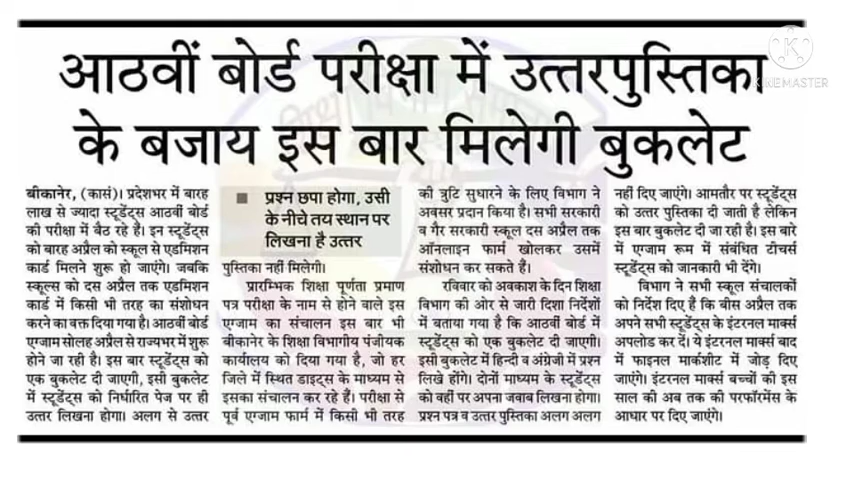 आठवीं बोर्ड परीक्षा में उत्तरपुस्तिका
के बजाय इस बार मिलेगी बुकलेट
बीकानेर, (कासं)। प्रदेशभर में बारह
लाख से ज्यादा स्टूडेंट्स आठवीं बोर्ड
की परीक्षा में बैठ रहे हैं। इन स्टूडेंट्स
को बारह अप्रैल को स्कूल से एडमिशन
कार्ड मिलने शुरू हो जाएंगे। जबकि
स्कूल्स को दस अप्रैल तक एडमिशन
कार्ड में किसी भी तरह का संशोधन
करने का वक्त दिया गया है। आठवीं बोर्ड
एग्जाम सोलह अप्रैल से राज्यभर में शुरू
होने जा रही है। इस बार स्टूडेंट्स को
एक बुकलेट दी जाएगी, इसी बुकलेट
में स्टूडेंट्स को निर्धारित पेज पर ही
उत्तर लिखना होगा। अलग से उत्तर
■ प्रश्न छपा होगा, उसी
के नीचे तय स्थान पर
लिखना है उत्तर
पुस्तिका नहीं मिलेगी।
प्रारम्भिक शिक्षा पूर्णता प्रमाण
पत्र परीक्षा के नाम से होने वाले इस
एग्जाम का संचालन इस बार भी
बीकानेर के शिक्षा विभागीय पंजीयक
कार्यालय को दिया गया है, जो हर
जिले में स्थित डाइट्स के माध्यम से
इसका संचालन कर रहे हैं। परीक्षा से
पूर्व एग्जाम फार्म में किसी भी तरह
की त्रुटि सुधारने के लिए विभाग ने
अवसर प्रदान किया है। सभी सरकारी
व गैर सरकारी स्कूल दस अप्रैल तक
ऑनलाइन फार्म खोलकर उसमें
संशोधन कर सकते हैं।
रविवार को अवकाश के दिन शिक्षा
विभाग की ओर से जारी दिशा निर्देशों
में बताया गया है कि आठवीं बोर्ड में
स्टूडेंट्स को एक बुकलेट दी जाएगी।
इसी बुकलेट में हिन्दी व अंग्रेजी में प्रश्न
लिखे होंगे। दोनों माध्यम के स्टूडेंट्स
को वहीं पर अपना जवाब लिखना होगा।
प्रश्न पत्र व उत्तर पुस्तिका अलग अलग
नहीं दिए जाएंगे। आमतौर पर स्टूडेंट्स
को उत्तर पुस्तिका दी जाती है लेकिन
इस बार बुकलेट दी जा रही है। इस बारे
में एग्जाम रूम में संबंधित टीचर्स
स्टूडेंट्स को जानकारी भी देंगे।
विभाग ने सभी स्कूल संचालकों
को निर्देश दिए हैं कि बीस अप्रैल तक
अपने सभी स्टूडेंट्स के इंटरनल मार्क्स
अपलोड कर दें। ये इंटरनल मार्क्स बाद
में फाइनल मार्कशीट में जोड़ दिए
जाएंगे। इंटरनल मार्क्स बच्चों की इस
साल की अब तक की परफॉरमेंस के
आधार पर दिए जाएंगे।
KINEMASTER